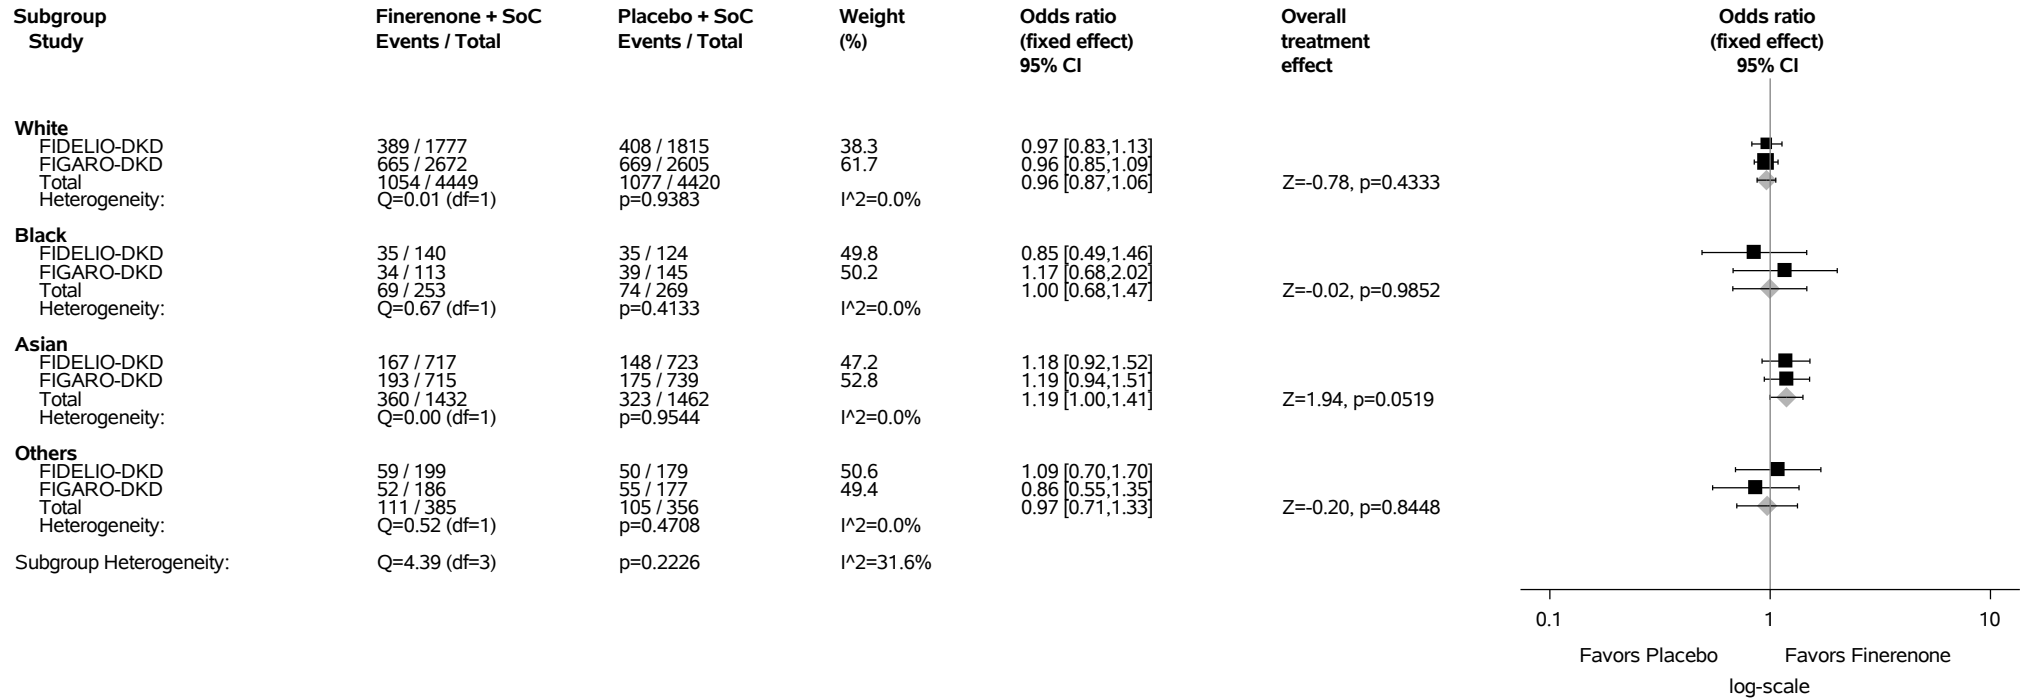 Subgroup Finerenone + SoC Placebo + SoC Weight Odds ratio Overall Odds ratio
Study Events / Total Events / Total (%) (fixed effect) treatment (fixed effect)
95% CI effect 95% CI
White
FIDELIO-DKD 389 / 1777 408 / 1815 38.3 0.97 [0.83,1.13]
FIGARO-DKD 665 / 2672 669 / 2605 61.7 0.96 [0.85,1.09]
Total 1054 / 4449 1077 / 4420 0.96 [0.87,1.06] Z=-0.78, p=0.4333
Heterogeneity: Q=0.01 (df=1) p=0.9383 I^2=0.0%
Black
FIDELIO-DKD 35 / 140 35 / 124 49.8 0.85 [0.49,1.46]
FIGARO-DKD 34 / 113 39 / 145 50.2 1.17 [0.68,2.02]
Total 69 / 253 74 / 269 1.00 [0.68,1.47] Z=-0.02, p=0.9852
Heterogeneity: Q=0.67 (df=1) p=0.4133 I^2=0.0%
Asian
FIDELIO-DKD 167 / 717 148 / 723 47.2 1.18 [0.92,1.52]
FIGARO-DKD 193 / 715 175 / 739 52.8 1.19 [0.94,1.51]
Total 360 / 1432 323 / 1462 1.19 [1.00,1.41] Z=1.94, p=0.0519
Heterogeneity: Q=0.00 (df=1) p=0.9544 I^2=0.0%
Others
FIDELIO-DKD 59 / 199 50 / 179 50.6 1.09 [0.70,1.70]
FIGARO-DKD 52 / 186 55 / 177 49.4 0.86 [0.55,1.35]
Total 111 / 385 105 / 356 0.97 [0.71,1.33] Z=-0.20, p=0.8448
Heterogeneity: Q=0.52 (df=1) p=0.4708 I^2=0.0%
Subgroup Heterogeneity: Q=4.39 (df=3) p=0.2226 I^2=31.6%
0.1 1 10
Favors Placebo Favors Finerenone
log-scale